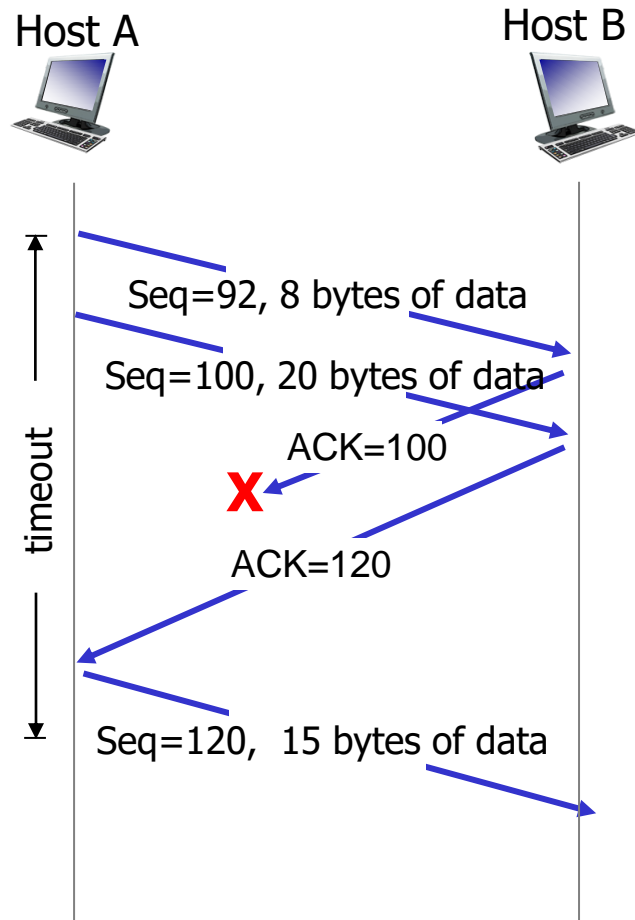 Host A
Host B
Seq=92, 8 bytes of data
Seq=100, 20 bytes of data
ACK=100
X
timeout
ACK=120
Seq=120,  15 bytes of data